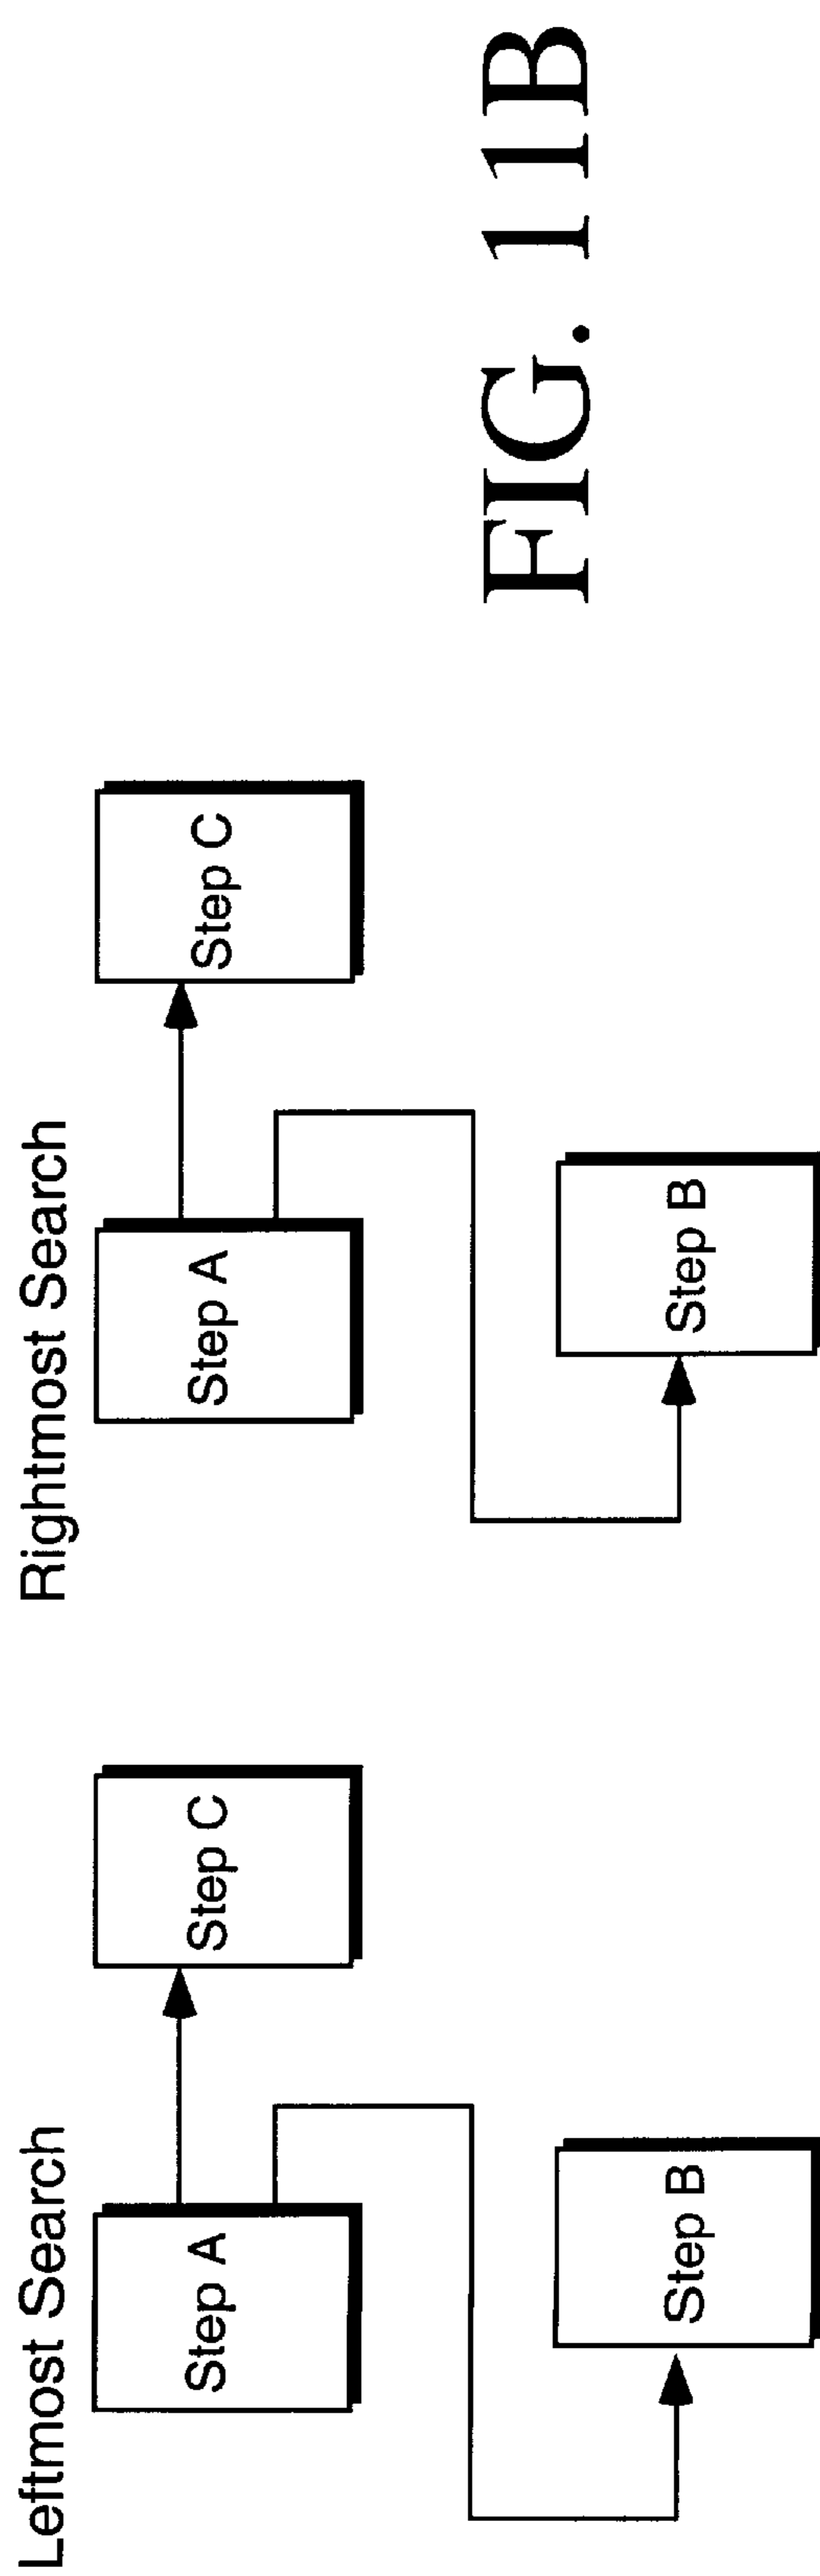 Leftmost Search
Rightmost Search
Step A
Step C
Step A
Step C
Step B
Step B
FIG. 11B